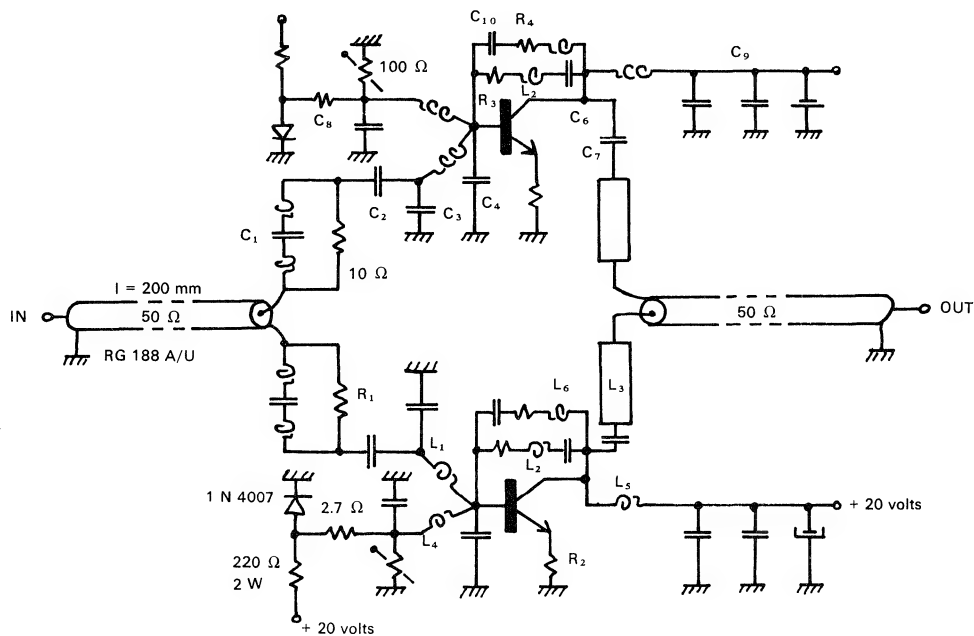 C₁₀
R₄
100 Ω
C₉
C₈
R₃
L₂
C₆
C₇
C₂
C₃
C₄
C₁
10 Ω
l = 200 mm
IN
50 Ω
50 Ω
OUT
RG 188 A/U
R₁
L₃
L₆
L₁
L₂
L₅
1 N 4007
2.7 Ω
+ 20 volts
L₄
R₂
220 Ω
2 W
+ 20 volts